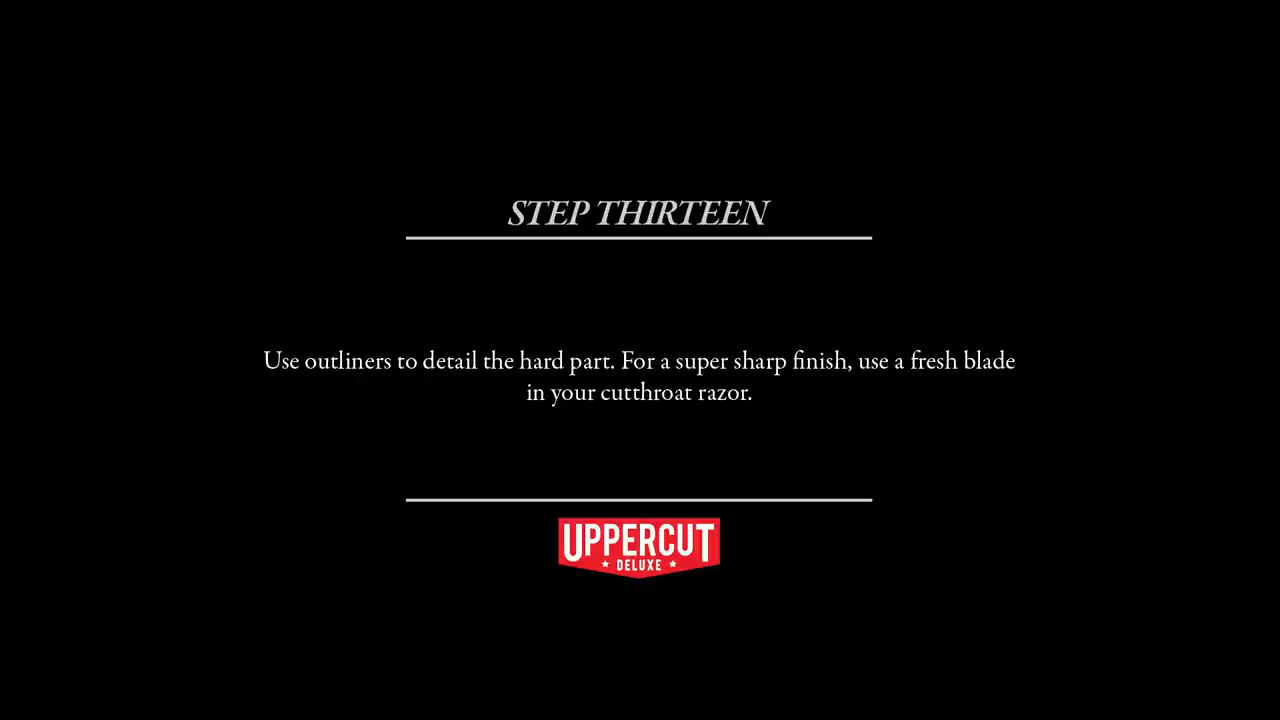 STEP THIRTEEN
Use outliners to detail the hard part. For a super sharp finish, use a fresh blade
in your cutthroat razor.
UPPERCUT
DELUXE